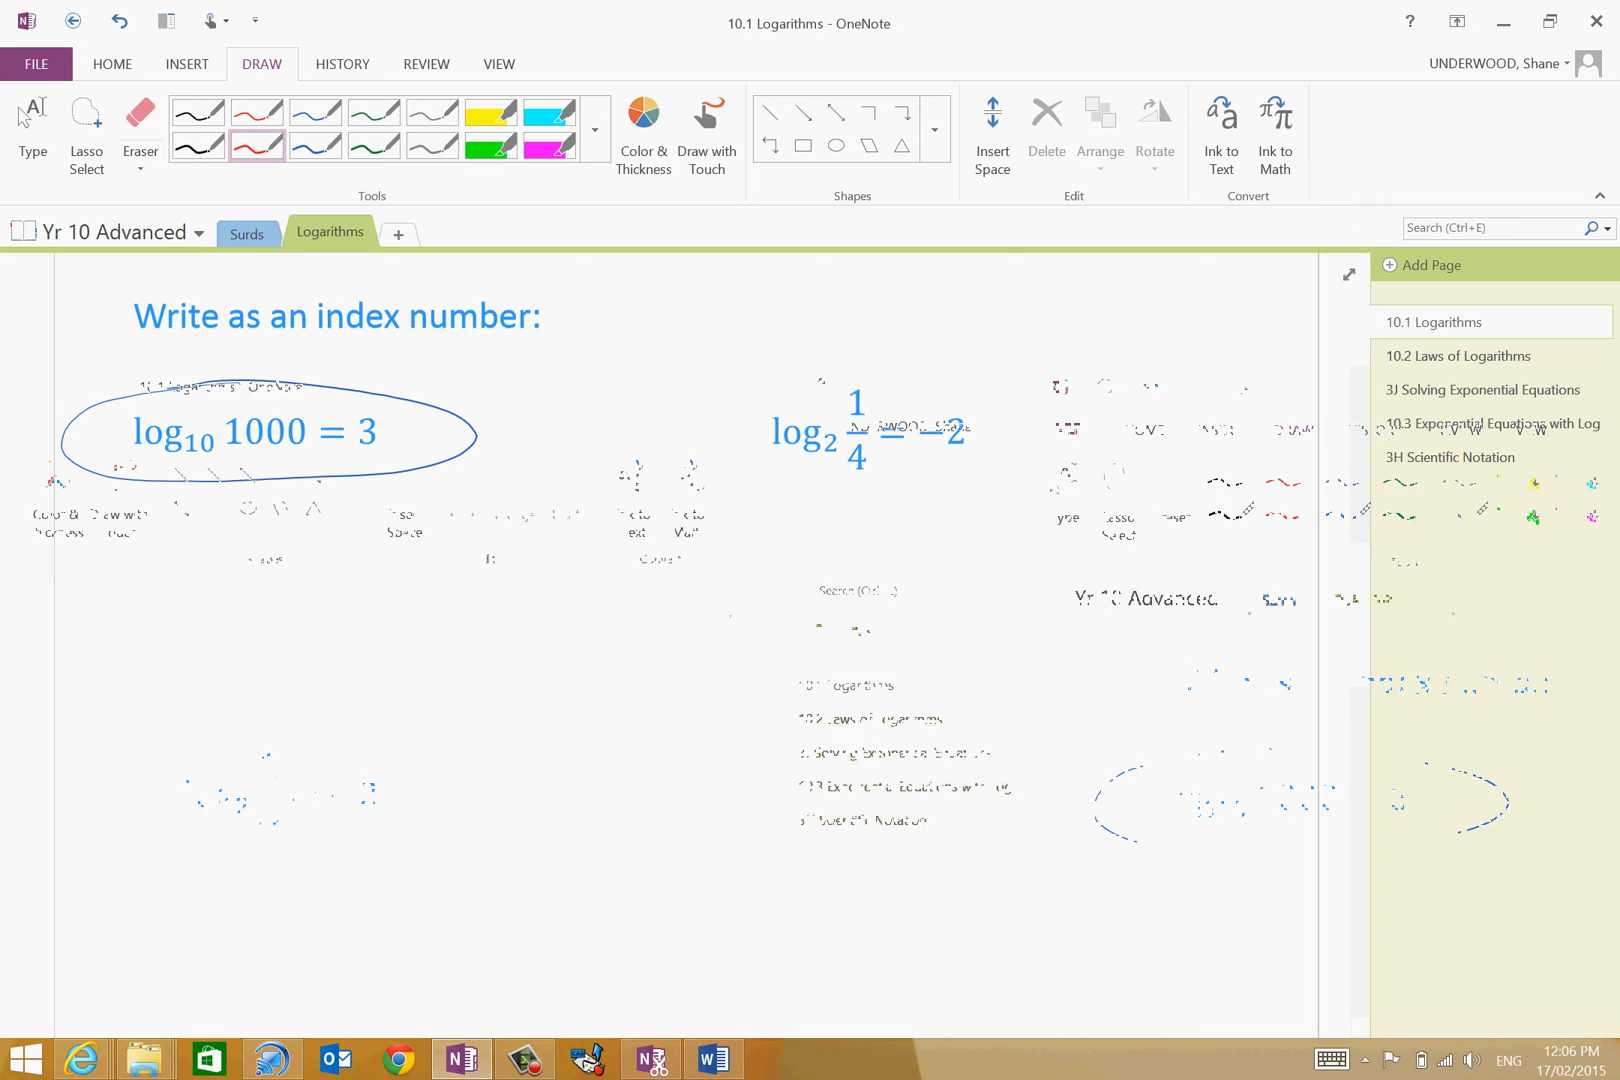 10.1 Logarithms - OneNote
FILE HOME INSERT DRAW HISTORY REVIEW VIEW
UNDERWOOD, Shane
Type
Lasso Select
Eraser
Color & Thickness
Draw with Touch
Insert Space
Delete
Arrange
Rotate
Ink to Text
Ink to Math
Tools
Shapes
Edit
Convert
Yr 10 Advanced
Surds
Logarithms
Search (Ctrl+E)
Add Page
Write as an index number:
log₁₀ 1000 = 3
log₂ 1/4 = −2
10.1 Logarithms
10.2 Laws of Logarithms
3J Solving Exponential Equations
10.3 Exponential Equations with Log
3H Scientific Notation
Yr 10 Advanced
ENG
12:06 PM
17/02/2015